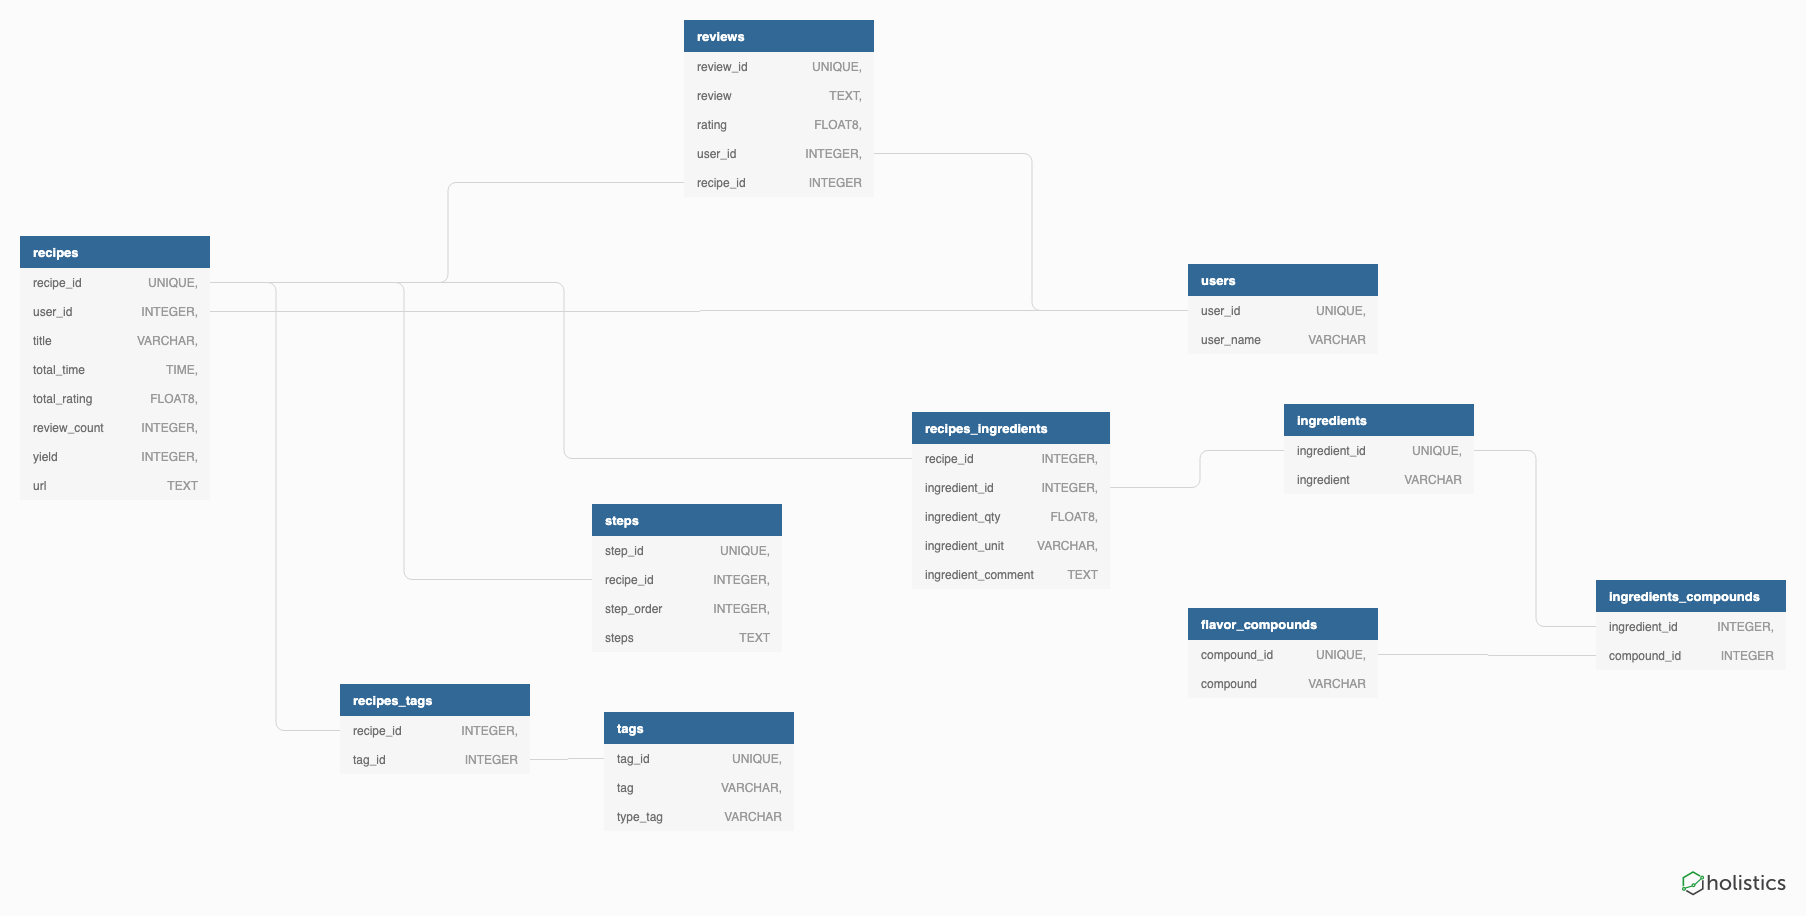 reviews
review_id UNIQUE,
review TEXT,
rating FLOAT8,
user_id INTEGER,
recipe_id INTEGER
recipes
recipe_id UNIQUE,
user_id INTEGER,
title VARCHAR,
total_time TIME,
total_rating FLOAT8,
review_count INTEGER,
yield INTEGER,
url TEXT
users
user_id UNIQUE,
user_name VARCHAR
recipes_ingredients
recipe_id INTEGER,
ingredient_id INTEGER,
ingredient_qty FLOAT8,
ingredient_unit VARCHAR,
ingredient_comment TEXT
ingredients
ingredient_id UNIQUE,
ingredient VARCHAR
steps
step_id UNIQUE,
recipe_id INTEGER,
step_order INTEGER,
steps TEXT
flavor_compounds
compound_id UNIQUE,
compound VARCHAR
ingredients_compounds
ingredient_id INTEGER,
compound_id INTEGER
recipes_tags
recipe_id INTEGER,
tag_id INTEGER
tags
tag_id UNIQUE,
tag VARCHAR,
type_tag VARCHAR
holistics